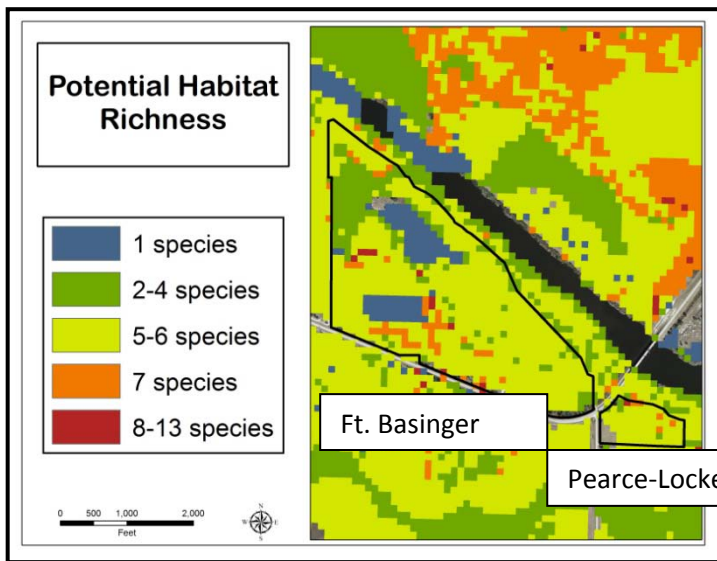 Potential Habitat
Richness
1 species
2-4 species
5-6 species
7 species
8-13 species
0 500 1,000 2,000
Feet
N
W E
S
Ft. Basinger
Pearce-Locke